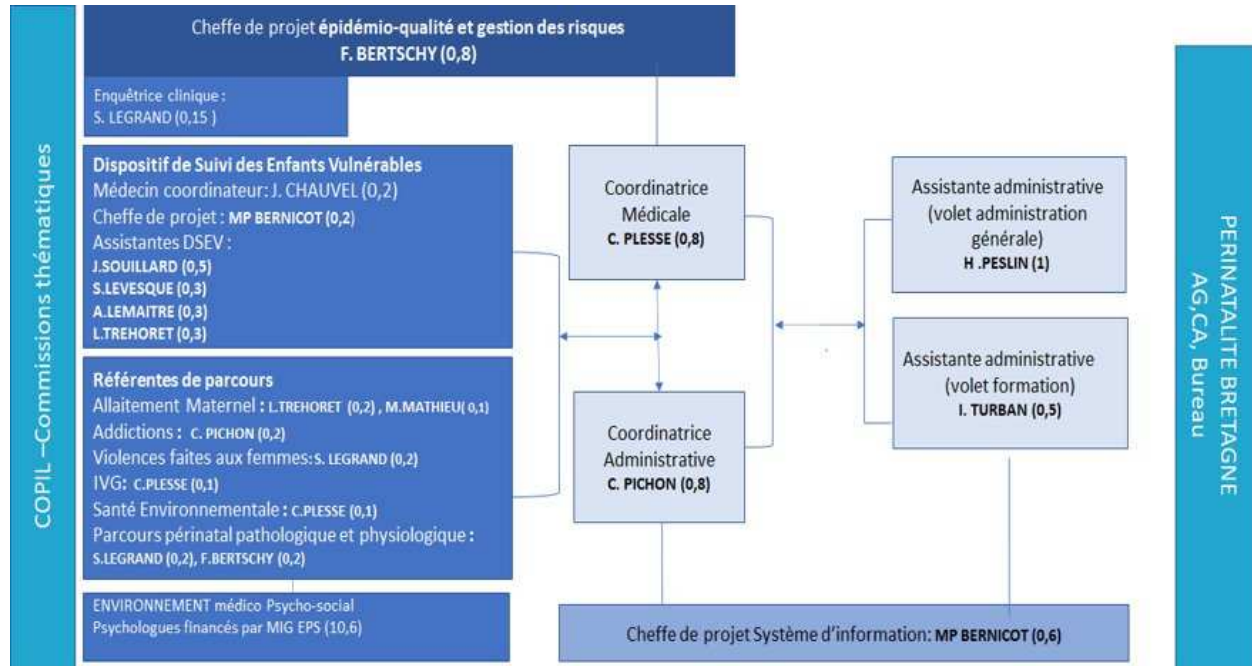 COPIL –Commissions thématiques
Cheffe de projet épidémio-qualité et gestion des risques
F. BERTSCHY (0,8)
Enquêtrice clinique :
S. LEGRAND (0,15 )
Dispositif de Suivi des Enfants Vulnérables
Médecin coordinateur: J. CHAUVEL (0,2)
Cheffe de projet : MP BERNICOT (0,2)
Assistantes DSEV :
J.SOUILLARD (0,5)
S.LEVESQUE (0,3)
A.LEMAITRE (0,3)
L.TREHORET (0,3)
Référentes de parcours
Allaitement Maternel : L.TREHORET (0,2) , M.MATHIEU( 0,1)
Addictions : C. PICHON (0,2)
Violences faites aux femmes: S. LEGRAND (0,2)
IVG: C.PLESSE (0,1)
Santé Environnementale : C.PLESSE (0,1)
Parcours périnatal pathologique et physiologique :
S.LEGRAND (0,2), F.BERTSCHY (0,2)
ENVIRONNEMENT médico Psycho-social
Psychologues financés par MIG EPS (10,6)
Coordinatrice
Médicale
C. PLESSE (0,8)
Coordinatrice
Administrative
C. PICHON (0,8)
Assistante administrative
(volet administration
générale)
H .PESLIN (1)
Assistante administrative
(volet formation)
I. TURBAN (0,5)
Cheffe de projet Système d'information: MP BERNICOT (0,6)
PERINATALITE BRETAGNE
AG,CA, Bureau